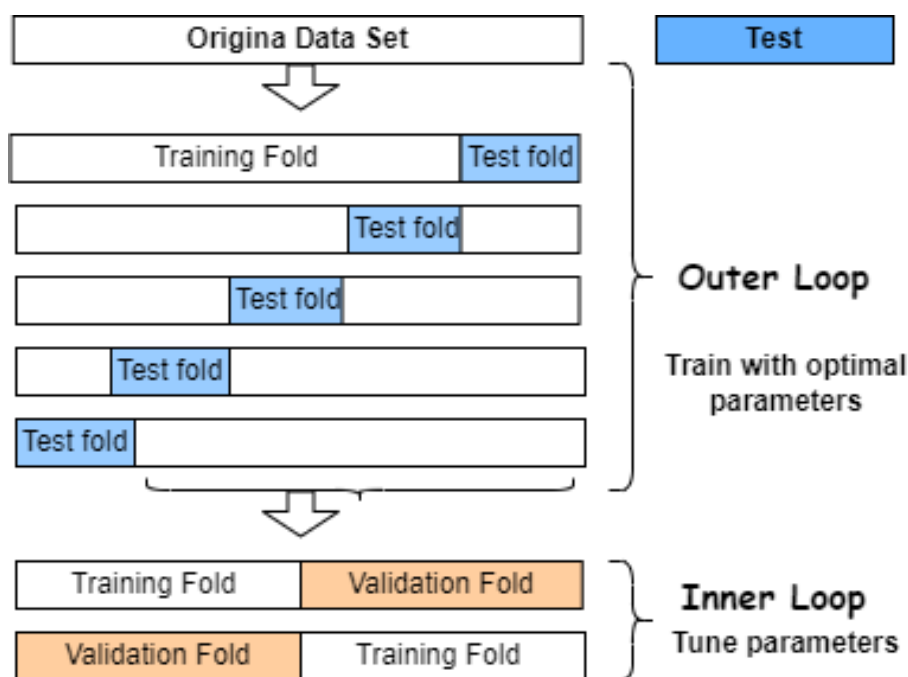 Origina Data Set
Test
Training Fold
Test fold
Test fold
Test fold
Test fold
Test fold
Outer Loop
Train with optimal
parameters
Training Fold
Validation Fold
Validation Fold
Training Fold
Inner Loop
Tune parameters